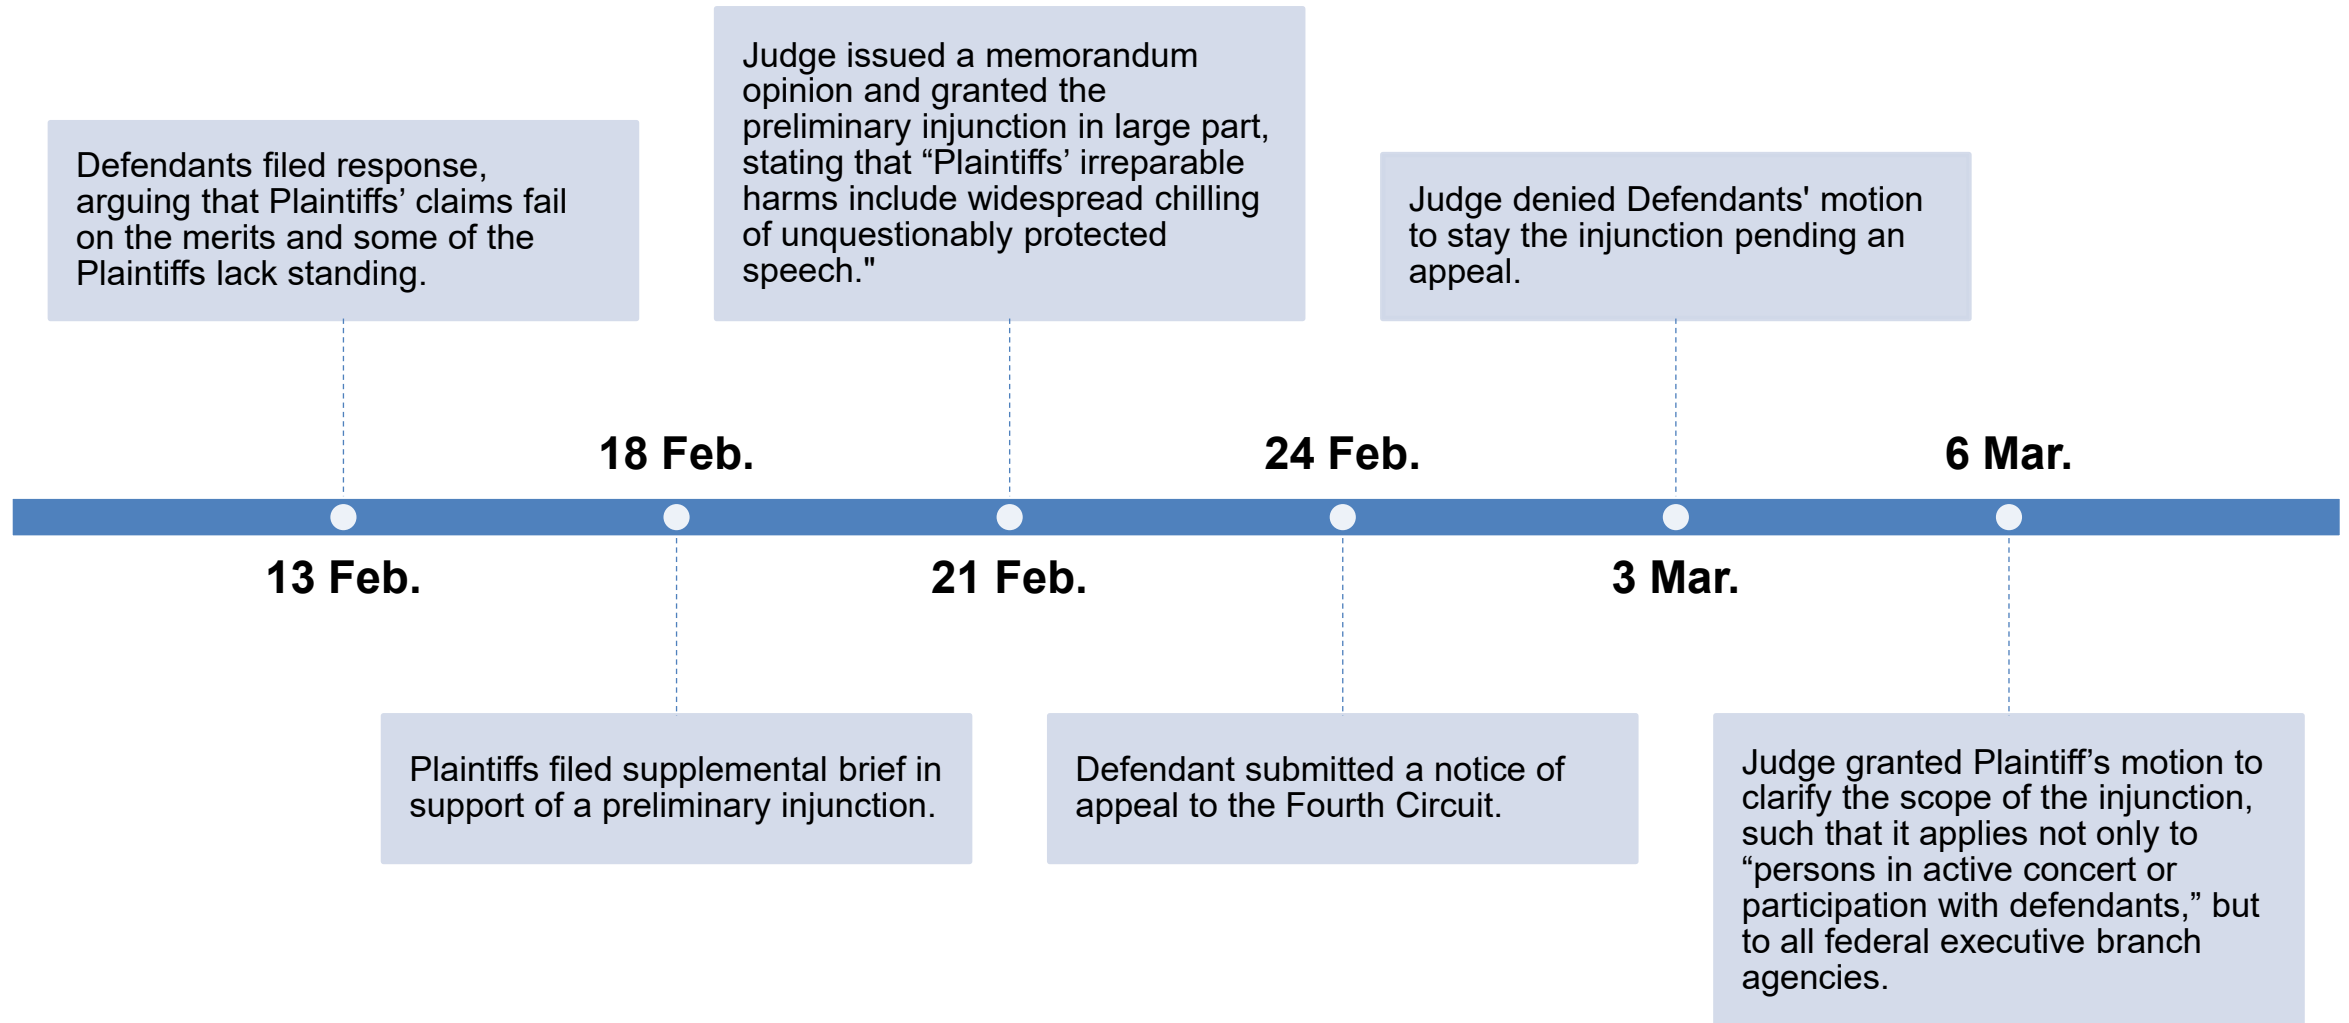 Defendants filed response,
arguing that Plaintiffs’ claims fail
on the merits and some of the
Plaintiffs lack standing.
13 Feb.
18 Feb.
Plaintiffs filed supplemental brief in
support of a preliminary injunction.
Judge issued a memorandum
opinion and granted the
preliminary injunction in large part,
stating that “Plaintiffs’ irreparable
harms include widespread chilling
of unquestionably protected
speech."
21 Feb.
24 Feb.
Defendant submitted a notice of
appeal to the Fourth Circuit.
Judge denied Defendants' motion
to stay the injunction pending an
appeal.
3 Mar.
6 Mar.
Judge granted Plaintiff’s motion to
clarify the scope of the injunction,
such that it applies not only to
“persons in active concert or
participation with defendants,” but
to all federal executive branch
agencies.